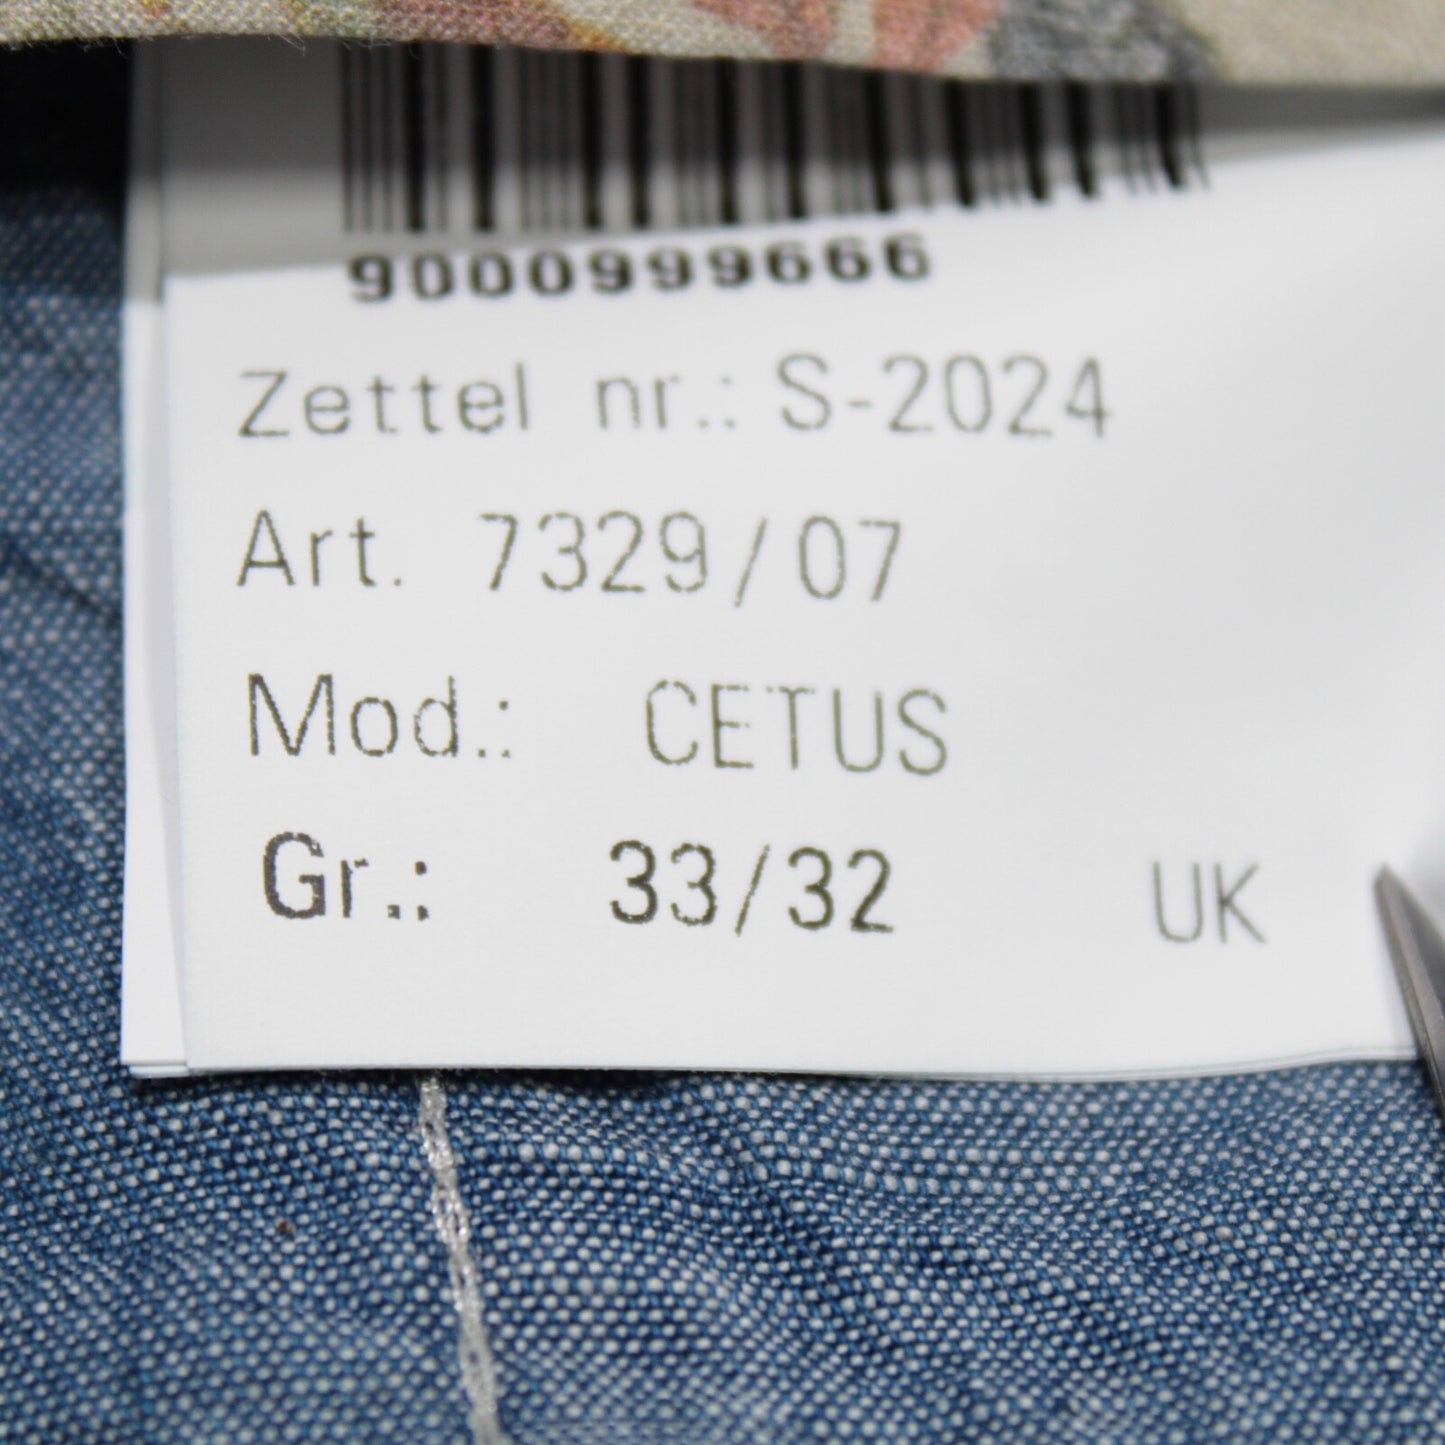 9000999666
Zettel nr.: S-2024
Art. 7329/07
Mod.: CETUS
Gr.: 33/32 UK